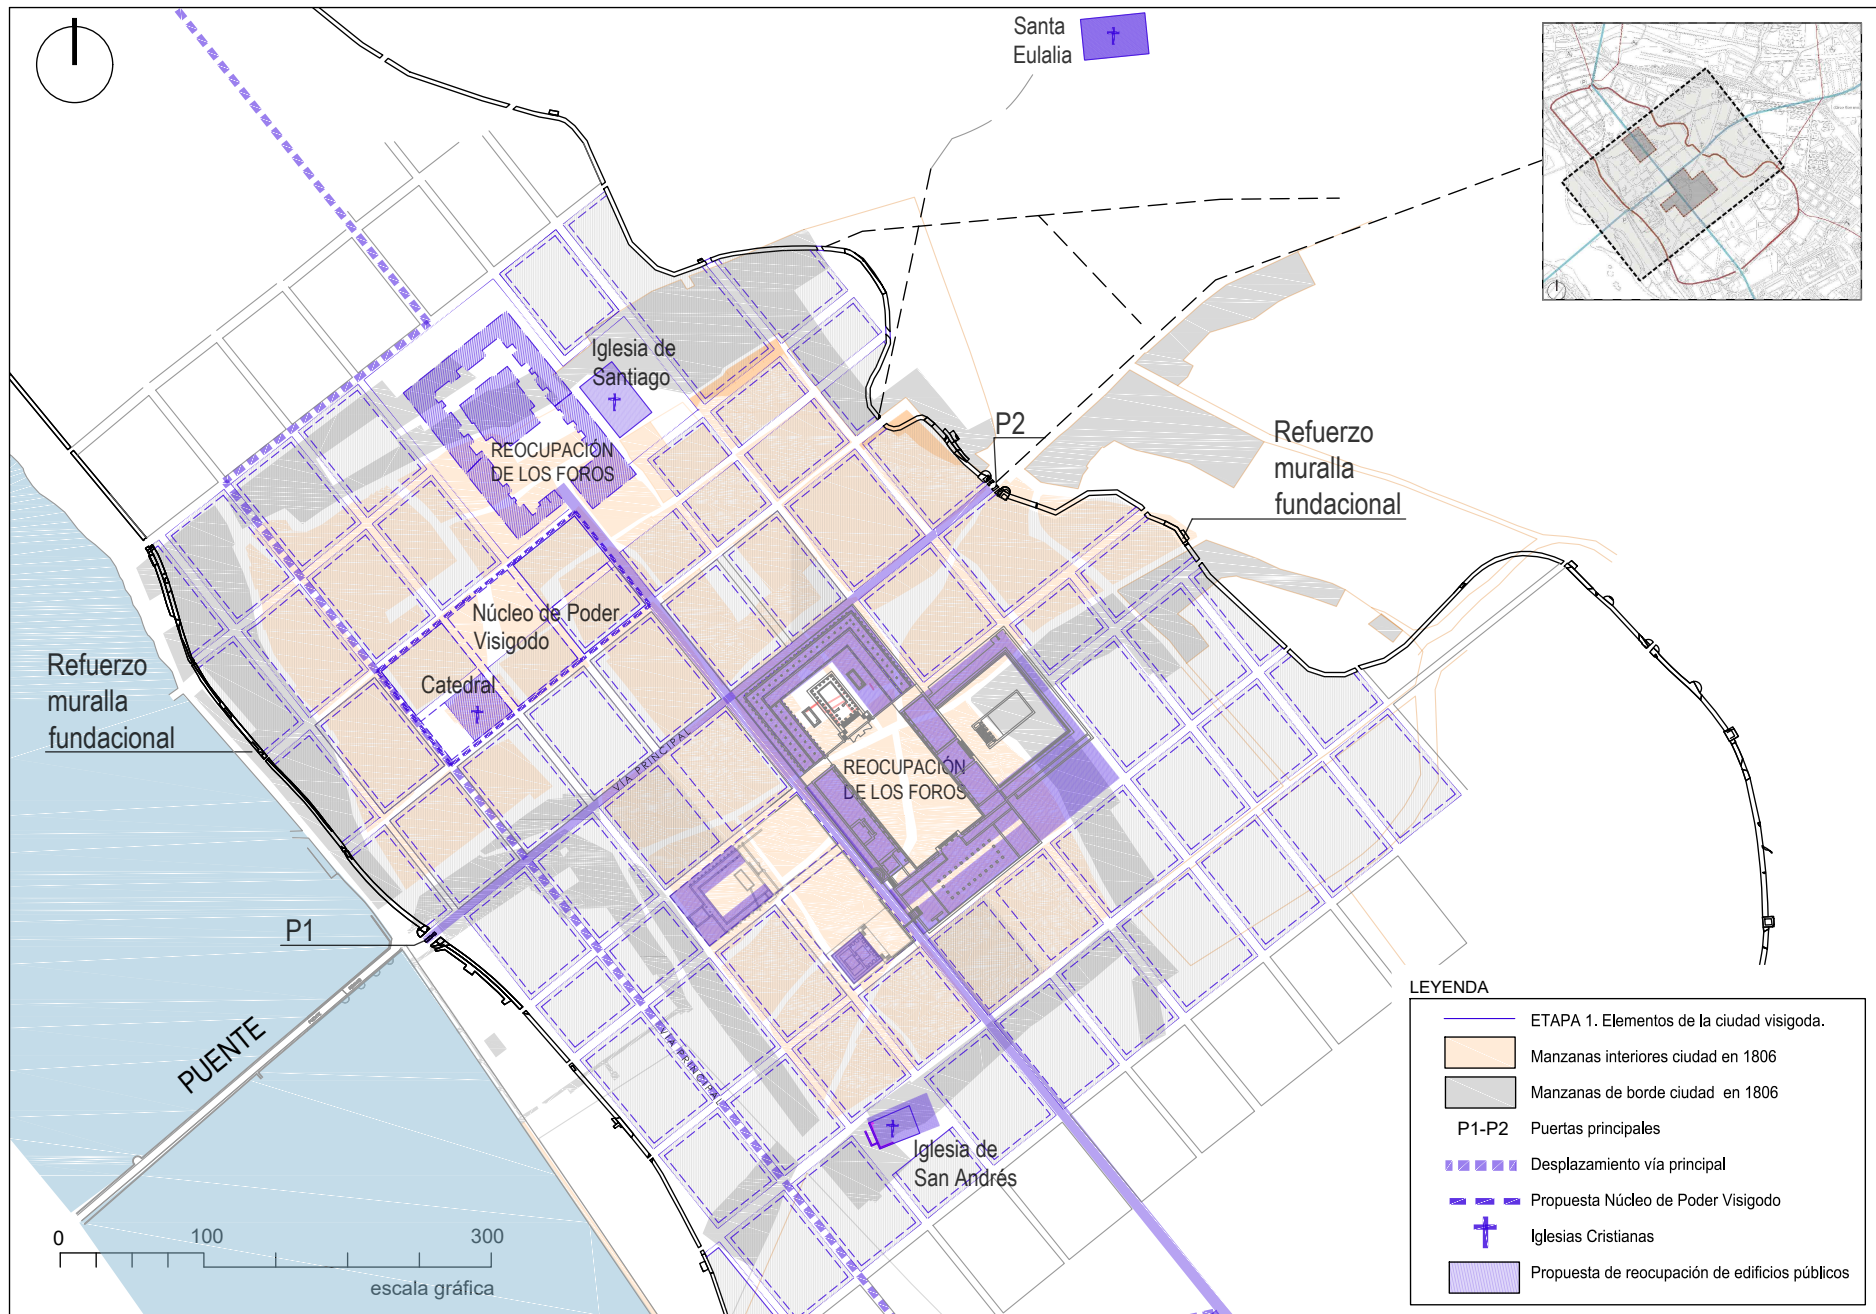 Santa
Eulalia
Iglesia de
Santiago
REOCUPACIÓN
DE LOS FOROS
P2
Refuerzo
muralla
fundacional
Núcleo de Poder
Visigodo
Catedral
Refuerzo
muralla
fundacional
VÍA PRINCIPAL
REOCUPACIÓN
DE LOS FOROS
P1
PUENTE
VÍA PRINCIPAL
Iglesia de
San Andrés
0 100 300
escala gráfica
LEYENDA
ETAPA 1. Elementos de la ciudad visigoda.
Manzanas interiores ciudad en 1806
Manzanas de borde ciudad en 1806
P1-P2 Puertas principales
Desplazamiento vía principal
Propuesta Núcleo de Poder Visigodo
Iglesias Cristianas
Propuesta de reocupación de edificios públicos